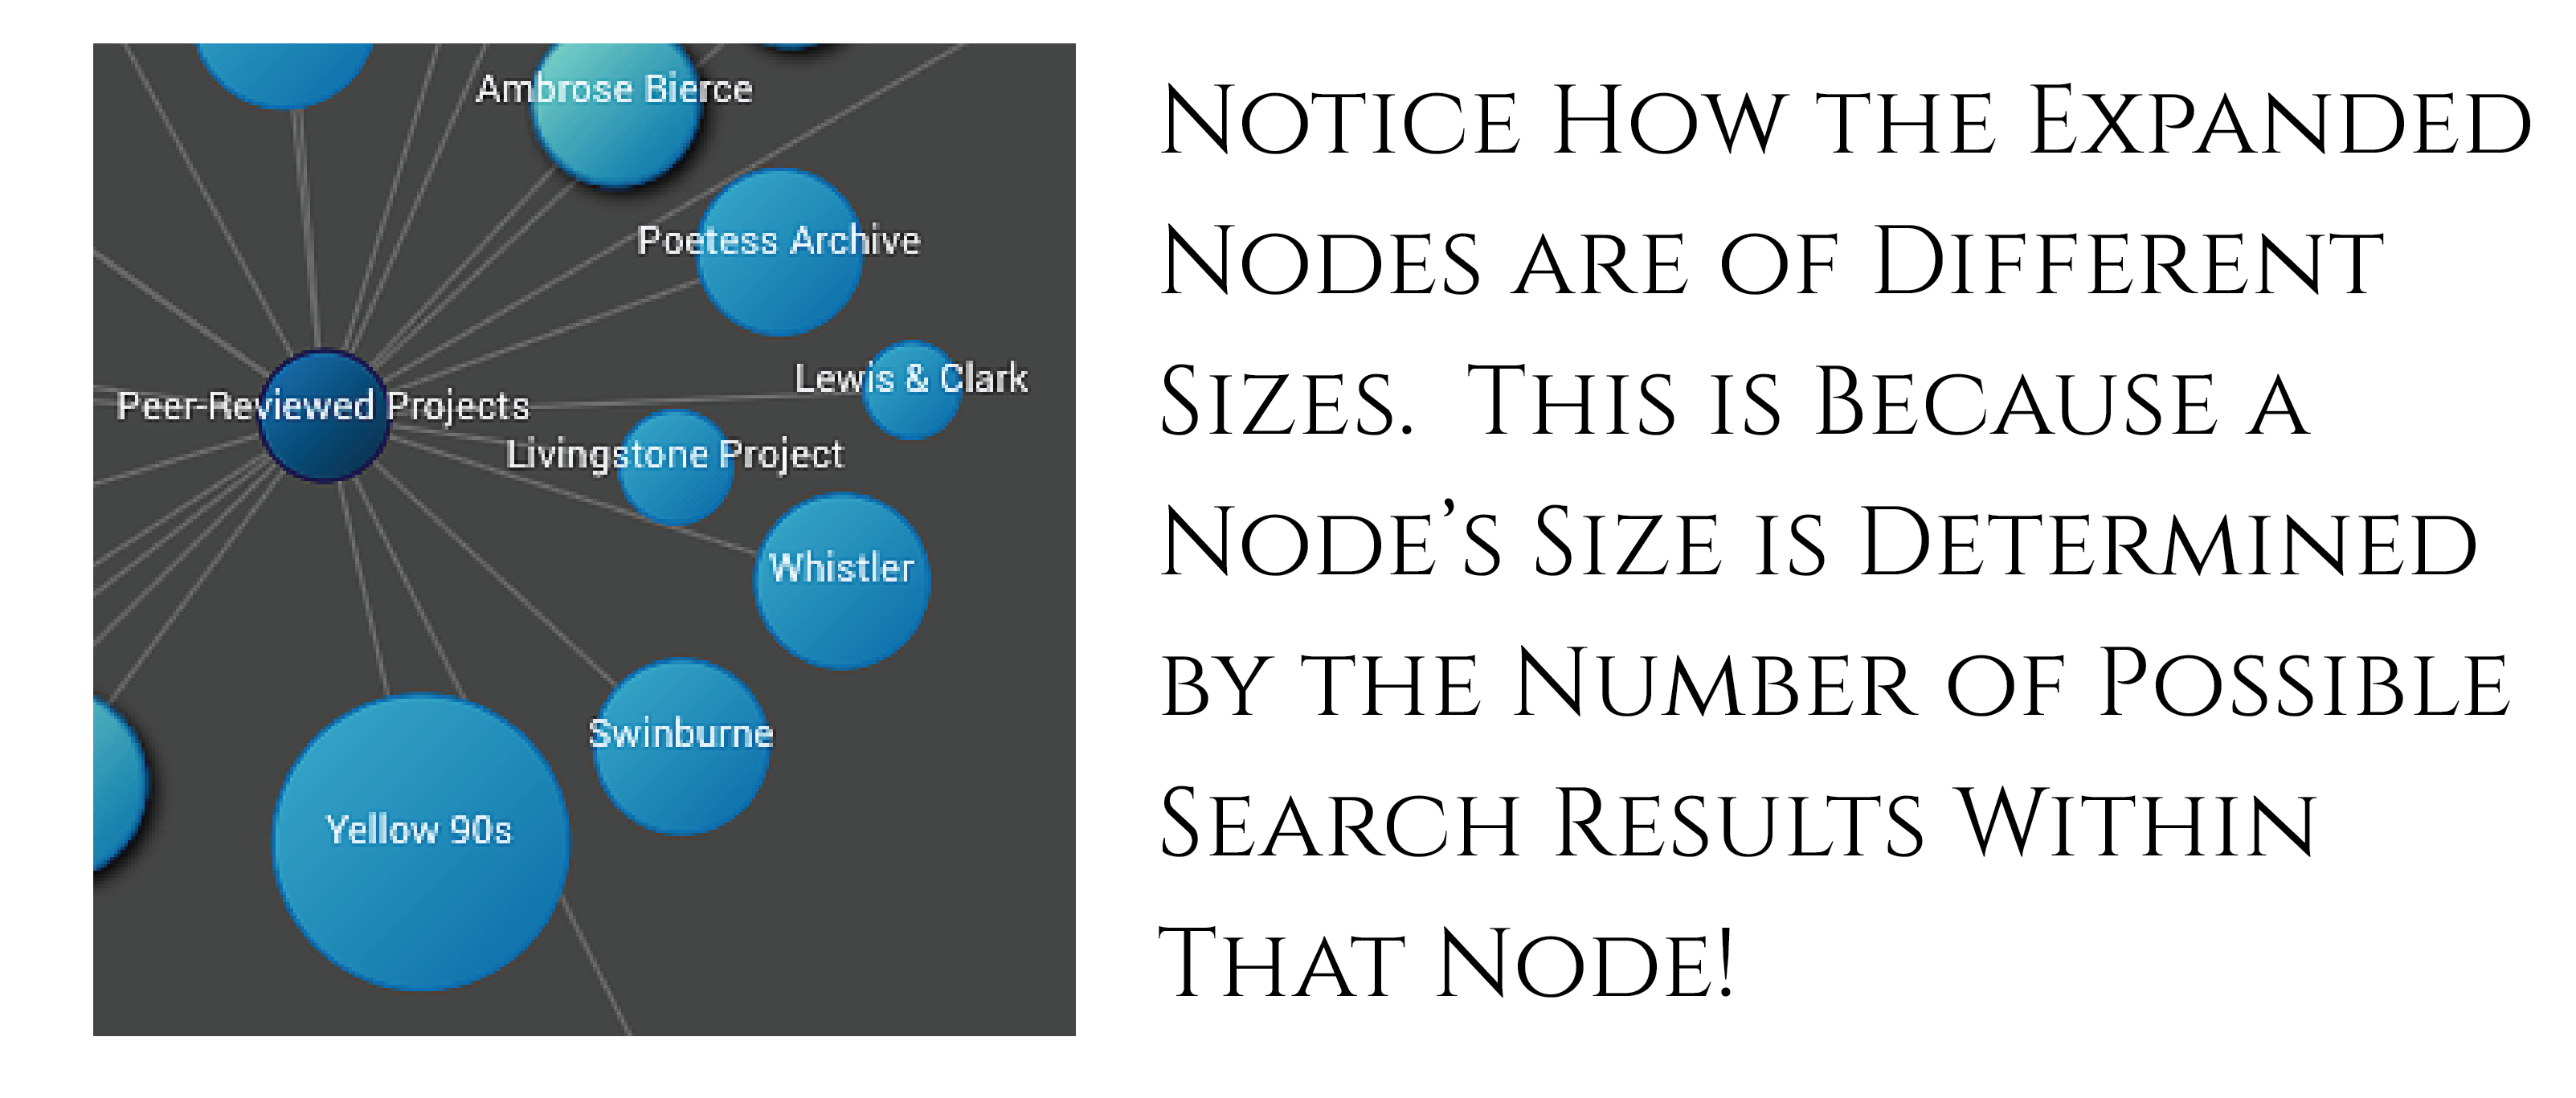 Ambrose Bierce
Poetess Archive
Lewis & Clark
Peer-Reviewed Projects
Livingstone Project
Whistler
Swinburne
Yellow 90s
Notice How the Expanded
Nodes are of Different
Sizes. This is Because a
Node’s Size is Determined
by the Number of Possible
Search Results Within
That Node!